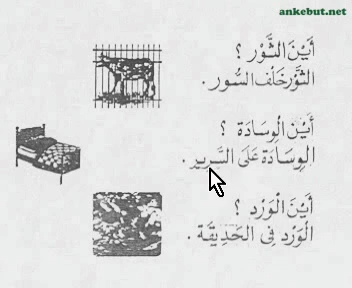 ankebut.net
أَيْنَ الثَّوْر ؟
الثَّوَر خَلْف السُّور .
أَيْنَ الْوِسَادَة ؟
الْوِسَادَة عَلَى السَّرِير .
أَيْنَ الْوَرْد ؟
الْوَرْد فِى الْحَدِيقَة .